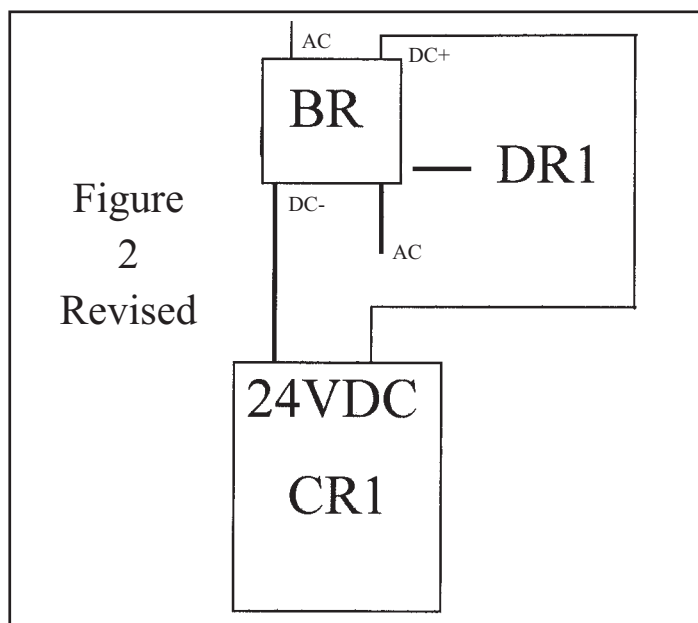 AC
DC+
BR
DR1
DC-
AC
Figure
2
Revised
24VDC
CR1